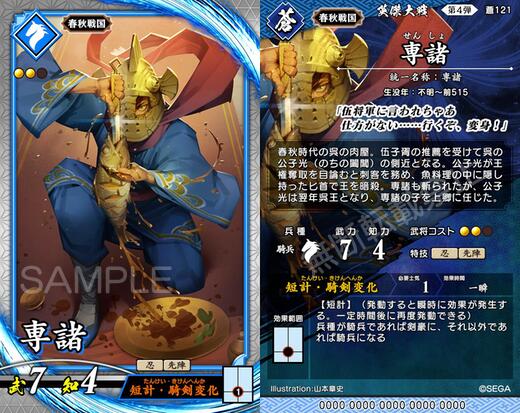 春秋戦国
SAMPLE
専諸
忍 先陣
武7 知4
たんけい・きけんへんか
短計・騎剣変化
1
蒼
春秋戦国
英傑大戦
第4弾
蒼121
せん しょ
専諸
統一名称:専諸
生没年:不明~前515
「伍将軍に言われちゃあ
仕方がない……行くぞ、変身!」
春秋時代の呉の肉屋。伍子胥の推薦を受けて呉の
公子光(のちの闔閭)の側近となる。公子光が王
権奪取を目論むと刺客を務め、魚料理の中に隠し
持った匕首で王を暗殺。専諸も斬られたが、公子
光は翌年呉王となり、専諸の子を上卿に任じた。
兵種 武力 知力 武将コスト
騎兵 7 4 特技 忍 先陣
たんけい・きけんへんか 必要士気 効果時間
短計・騎剣変化 1 一瞬
効果範囲
【短計】(発動すると瞬時に効果が発生す
る。一定時間後に再度発動できる)
兵種が騎兵であれば剣豪に、それ以外であ
れば騎兵になる
Illustration:山本章史
©SEGA
0000 0000 0000 0000 0000